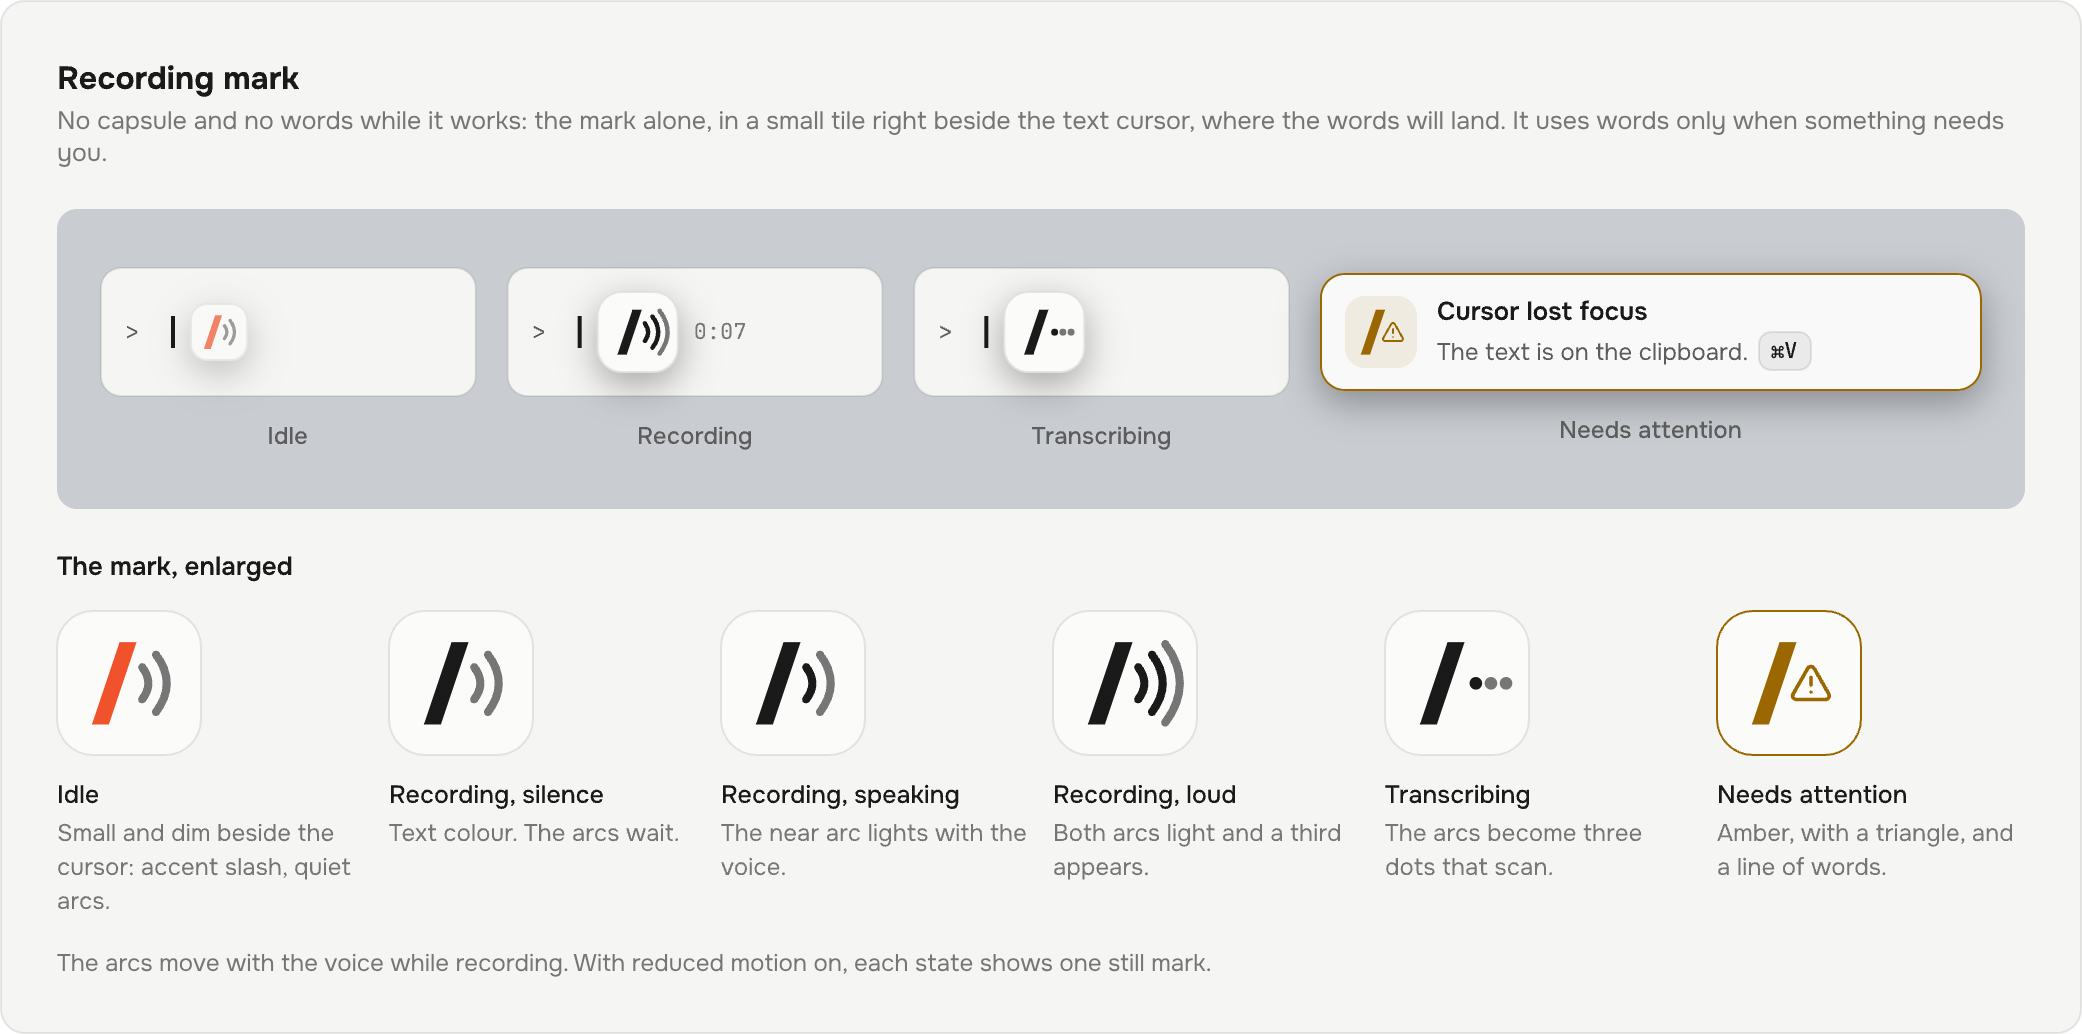 Recording mark
No capsule and no words while it works: the mark alone, in a small tile right beside the text cursor, where the words will land. It uses words only when something needs
you.
>
> 0:07
>
Cursor lost focus
The text is on the clipboard. ⌘V
Idle
Recording
Transcribing
Needs attention
The mark, enlarged
Idle
Small and dim beside the
cursor: accent slash, quiet
arcs.
Recording, silence
Text colour. The arcs wait.
Recording, speaking
The near arc lights with the
voice.
Recording, loud
Both arcs light and a third
appears.
Transcribing
The arcs become three
dots that scan.
Needs attention
Amber, with a triangle, and
a line of words.
The arcs move with the voice while recording. With reduced motion on, each state shows one still mark.